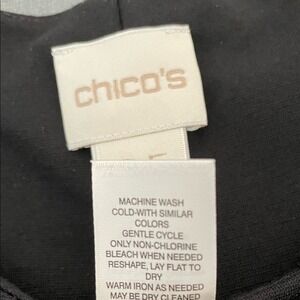 chico's
MACHINE WASH
COLD-WITH SIMILAR
COLORS
GENTLE CYCLE
ONLY NON-CHLORINE
BLEACH WHEN NEEDED
RESHAPE, LAY FLAT TO
DRY
WARM IRON AS NEEDED
MAY BE DRY CLEANED